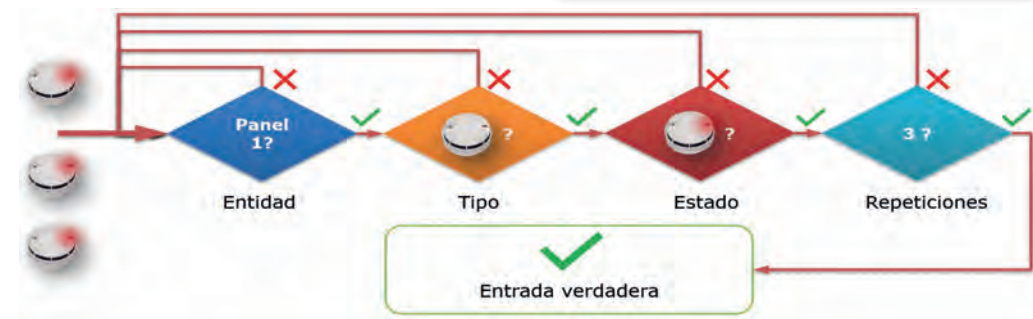 Panel
1?
?
?
3 ?
Entidad
Tipo
Estado
Repeticiones
Entrada verdadera